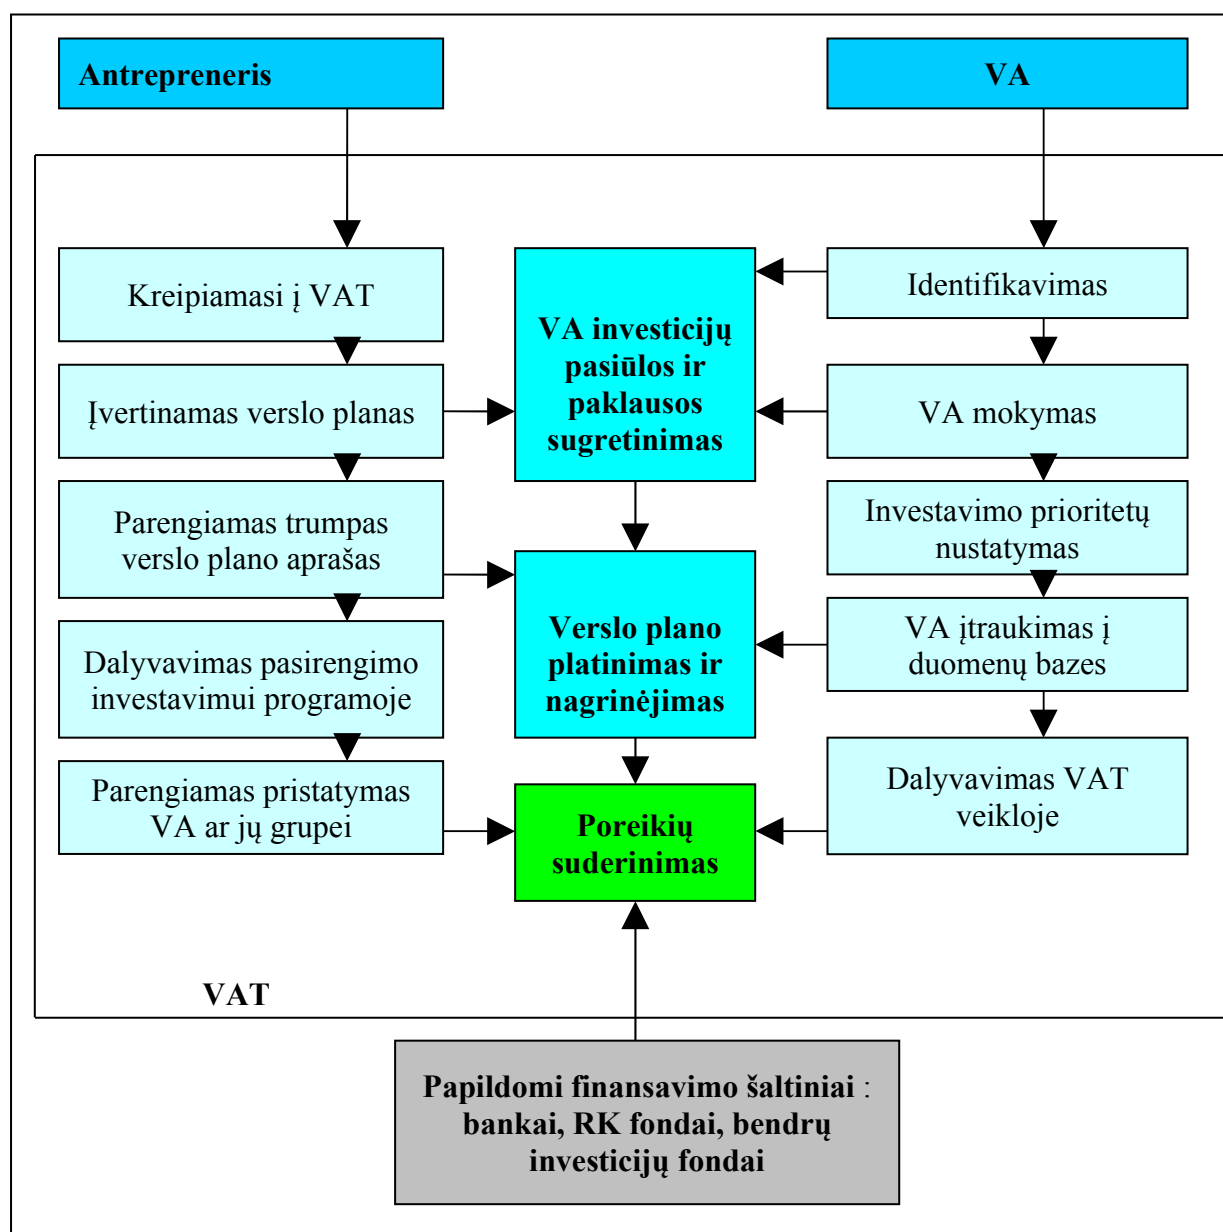 Antrepreneris
VA
Kreipiamasi į VAT
Įvertinamas verslo planas
Parengiamas trumpas
verslo plano aprašas
Dalyvavimas pasirengimo
investavimui programoje
Parengiamas pristatymas
VA ar jų grupei
VA investicijų
pasiūlos ir
paklausos
sugretinimas
Verslo plano
platinimas ir
nagrinėjimas
Poreikių
suderinimas
Identifikavimas
VA mokymas
Investavimo prioritetų
nustatymas
VA įtraukimas į
duomenų bazes
Dalyvavimas VAT
veikloje
VAT
Papildomi finansavimo šaltiniai :
bankai, RK fondai, bendrų
investicijų fondai